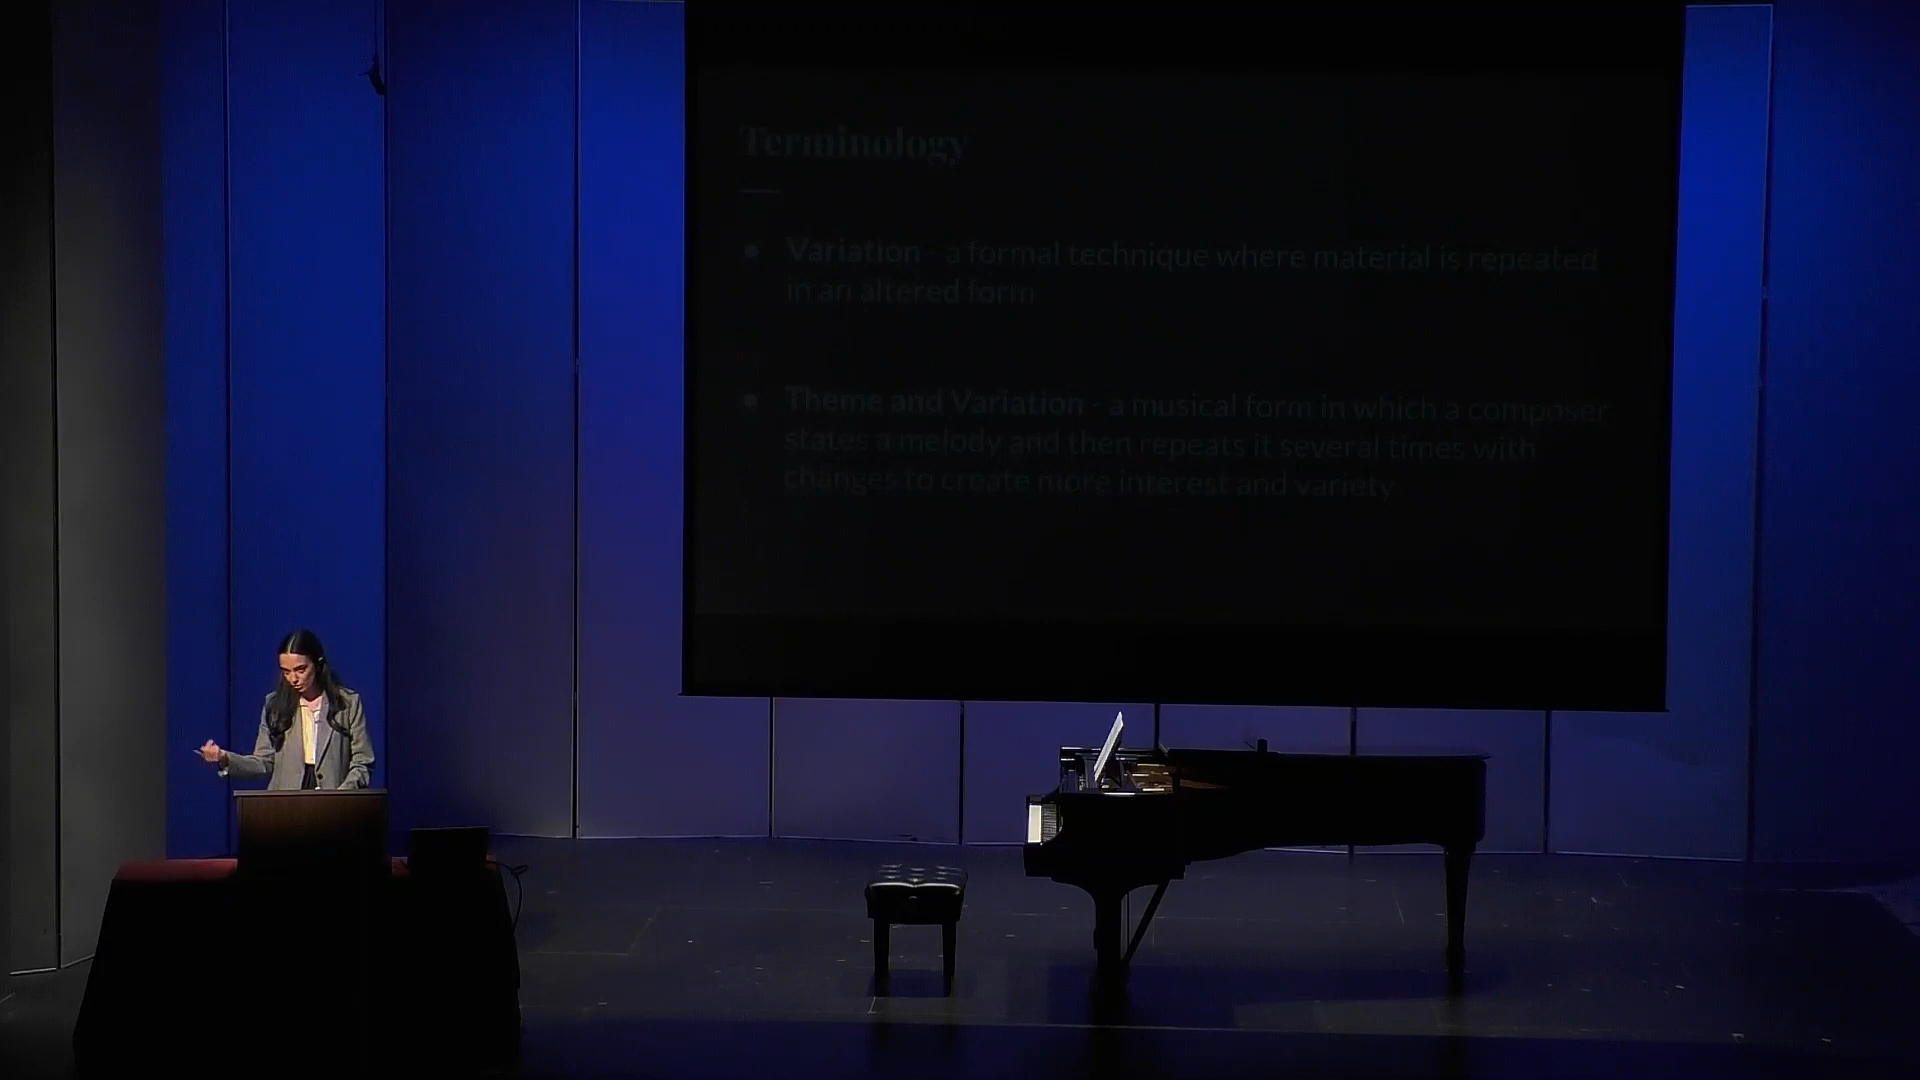 Terminology
Variation - a formal technique where material is repeated
in an altered form
Theme and Variation - a musical form in which a composer
states a melody and then repeats it several times with
changes to create more interest and variety